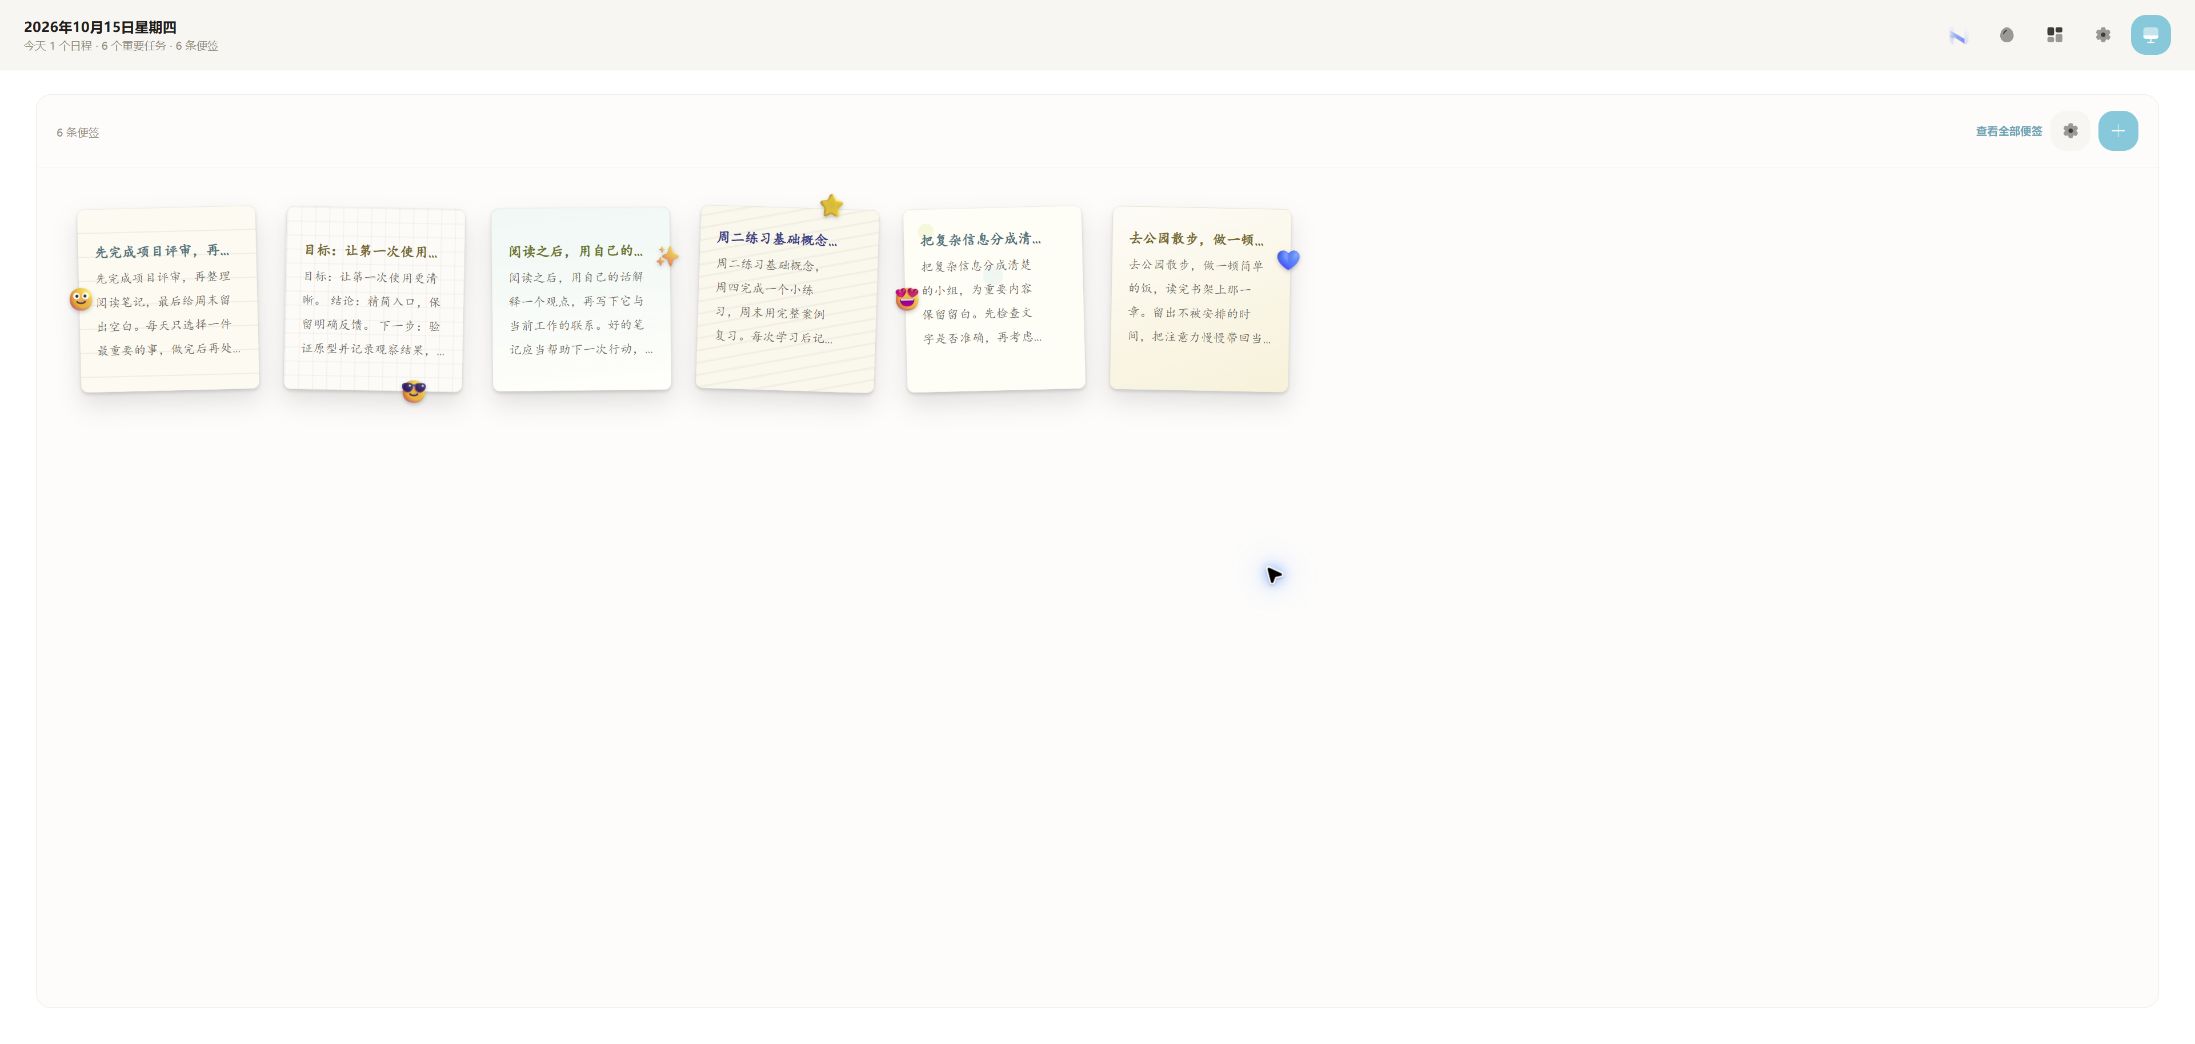 2026年10月15日星期四
今天 1 个日程 · 6 个重要任务 · 6 条便签
6 条便签
查看全部便签
先完成项目评审，再…
先完成项目评审，再整理
阅读笔记，最后给周末留
出空白。每天只选择一件
最重要的事，做完后再处…
目标：让第一次使用…
目标：让第一次使用更清
晰。 结论：精简入口，保
留明确反馈。 下一步：验
证原型并记录观察结果，…
阅读之后，用自己的…
阅读之后，用自己的话解
释一个观点，再写下它与
当前工作的联系。好的笔
记应当帮助下一次行动，…
周二练习基础概念…
周二练习基础概念，
周四完成一个小练
习，周末用完整案例
复习。每次学习后记…
把复杂信息分成清…
把复杂信息分成清楚
的小组，为重要内容
保留留白。先检查文
字是否准确，再考虑…
去公园散步，做一顿…
去公园散步，做一顿简单
的饭，读完书架上那一
章。留出不被安排的时
间，把注意力慢慢带回当…